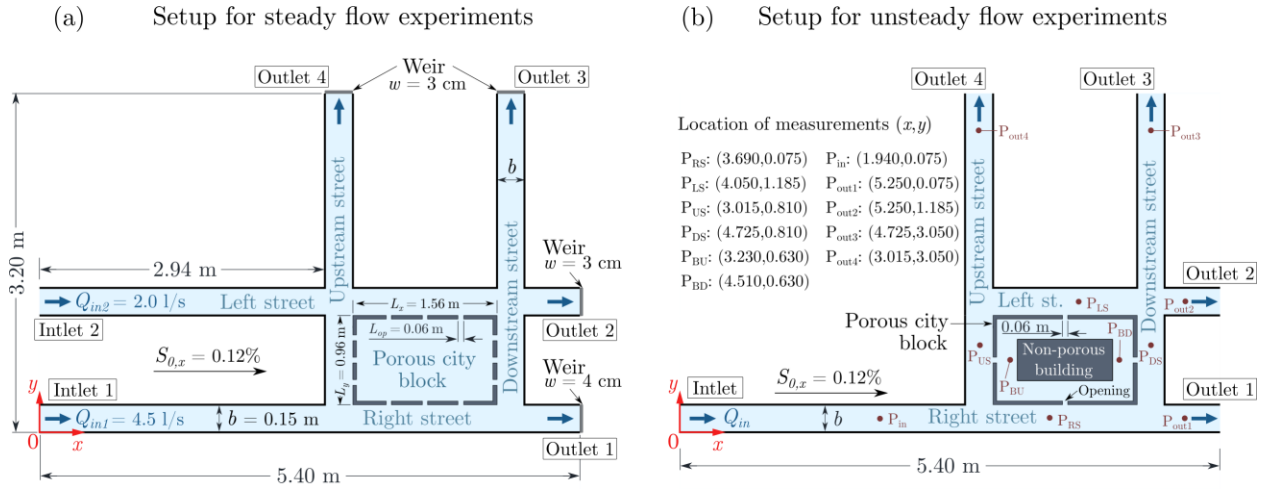 (a) Setup for steady flow experiments
Outlet 4
Weir
w = 3 cm
Outlet 3
Upstream street
b
Downstream street
3.20 m
2.94 m
Weir
w = 3 cm
Q_in2 = 2.0 l/s
Left street
L_x = 1.56 m
Intlet 2
Outlet 2
L_op = 0.06 m
L_y = 0.96 m
Porous city
block
S_0,x = 0.12%
Weir
w = 4 cm
y
Intlet 1
Q_in1 = 4.5 l/s
b = 0.15 m
Right street
0
x
Outlet 1
5.40 m
(b) Setup for unsteady flow experiments
Outlet 4
Outlet 3
Location of measurements (x,y)
P_out4
P_out3
P_RS: (3.690,0.075) P_in: (1.940,0.075)
P_LS: (4.050,1.185) P_out1: (5.250,0.075)
P_US: (3.015,0.810) P_out2: (5.250,1.185)
P_DS: (4.725,0.810) P_out3: (4.725,3.050)
P_BU: (3.230,0.630) P_out4: (3.015,3.050)
P_BD: (4.510,0.630)
Upstream street
Downstream street
Outlet 2
Left st.
P_LS
P_out2
Porous city
block
0.06 m
P_BD
P_US
Non-porous
building
P_DS
P_BU
S_0,x = 0.12%
Opening
y
Intlet
Outlet 1
Q_in
b
P_in
Right street
P_RS
P_out1
0
x
5.40 m